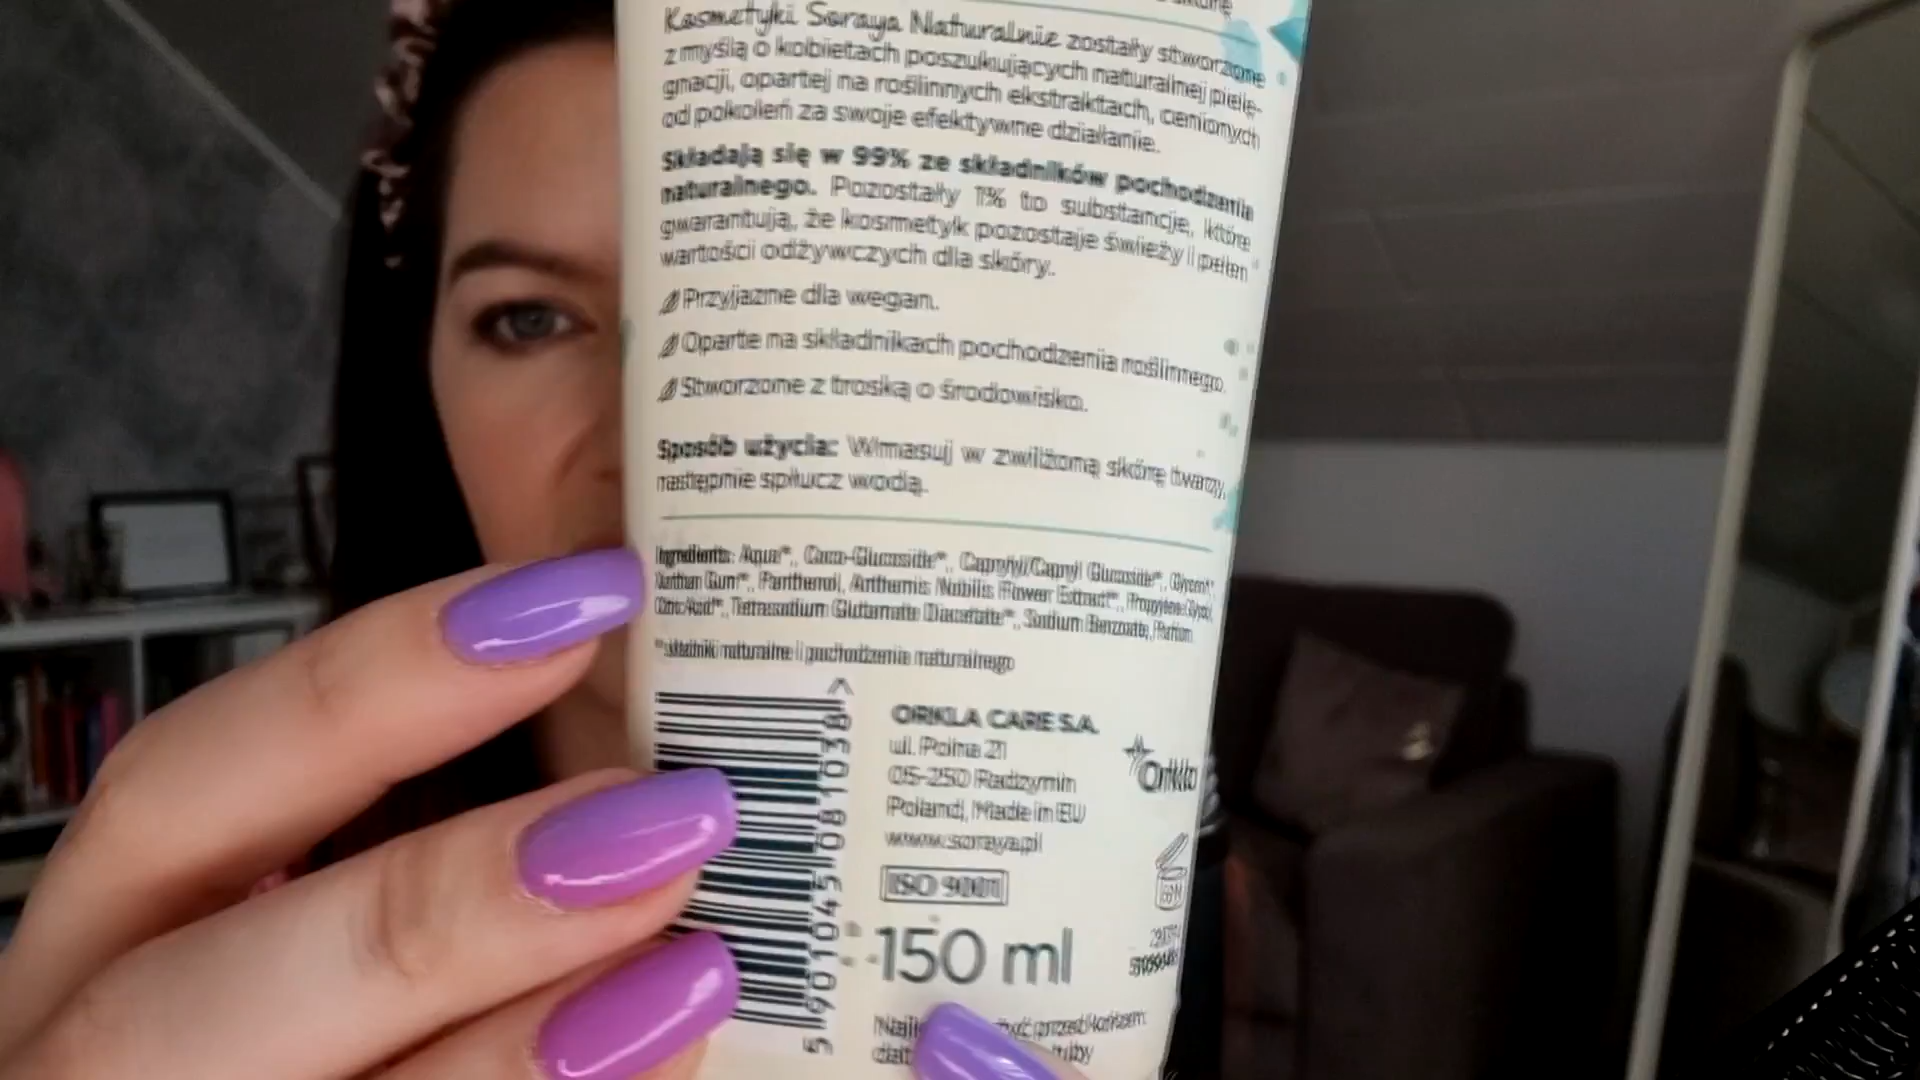 Kosmetyki Soraya Naturalnie zostały stworzone
z myślą o kobietach poszukujących naturalnej pielę-
gnacji, opartej na roślinnych ekstraktach, cenionych
od pokoleń za swoje efektywne działanie.
Składają się w 99% ze składników pochodzenia
naturalnego. Pozostały 1% to substancje, które
gwarantują, że kosmetyk pozostaje świeży i pełen
wartości odżywczych dla skóry.
Przyjazne dla wegan.
Oparte na składnikach pochodzenia roślinnego.
Stworzone z troską o środowisko.
Sposób użycia: Wmasuj w zwilżoną skórę twarzy,
następnie spłucz wodą.
Ingredients: Aqua*, Coco-Glucoside*, Caprylyl/Capryl Glucoside*, Glycerin*,
Xanthan Gum*, Panthenol, Anthemis Nobilis Flower Extract*, Propylene Glycol,
Citric Acid*, Tetrasodium Glutamate Diacetate*, Sodium Benzoate, Parfum
*składniki naturalne i pochodzenia naturalnego
ORKLA CARE S.A.
ul. Polna 21
05-250 Radzymin
Poland, Made in EU
www.soraya.pl
Orkla
ISO 9001
6M
150 ml
5 901045 081038 >